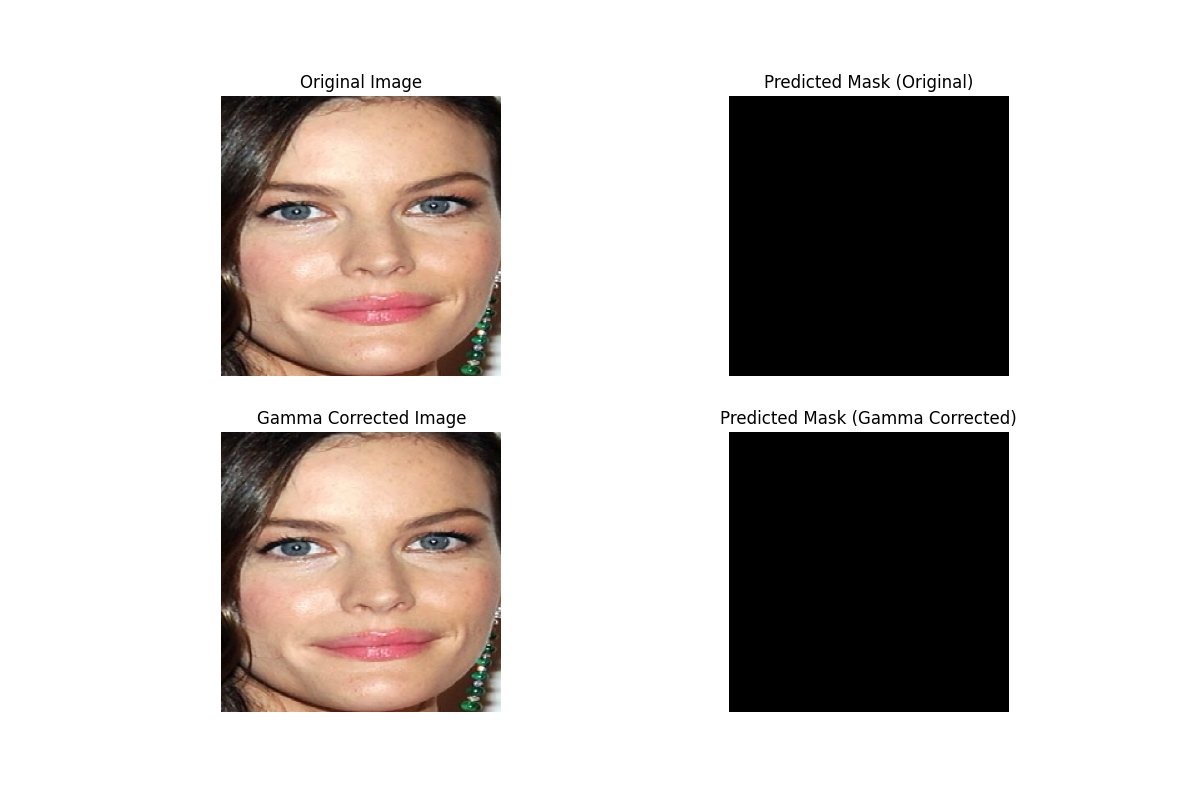 Original Image
Predicted Mask (Original)
Gamma Corrected Image
Predicted Mask (Gamma Corrected)